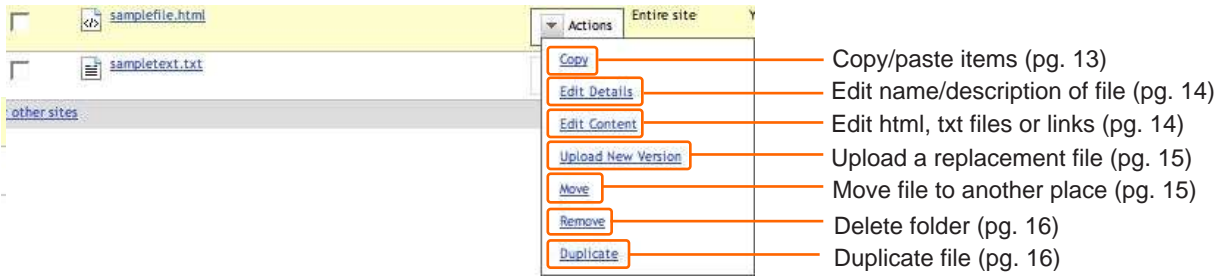 samplefile.html Actions Entire site Y
sampletext.txt
Copy Copy/paste items (pg. 13)
Edit Details Edit name/description of file (pg. 14)
other sites
Edit Content Edit html, txt files or links (pg. 14)
Upload New Version Upload a replacement file (pg. 15)
Move Move file to another place (pg. 15)
Remove Delete folder (pg. 16)
Duplicate Duplicate file (pg. 16)